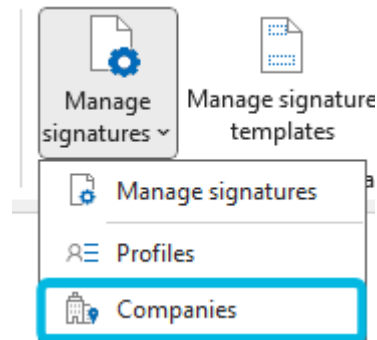 Manage
signatures
Manage signature
templates
Manage signatures
Profiles
Companies